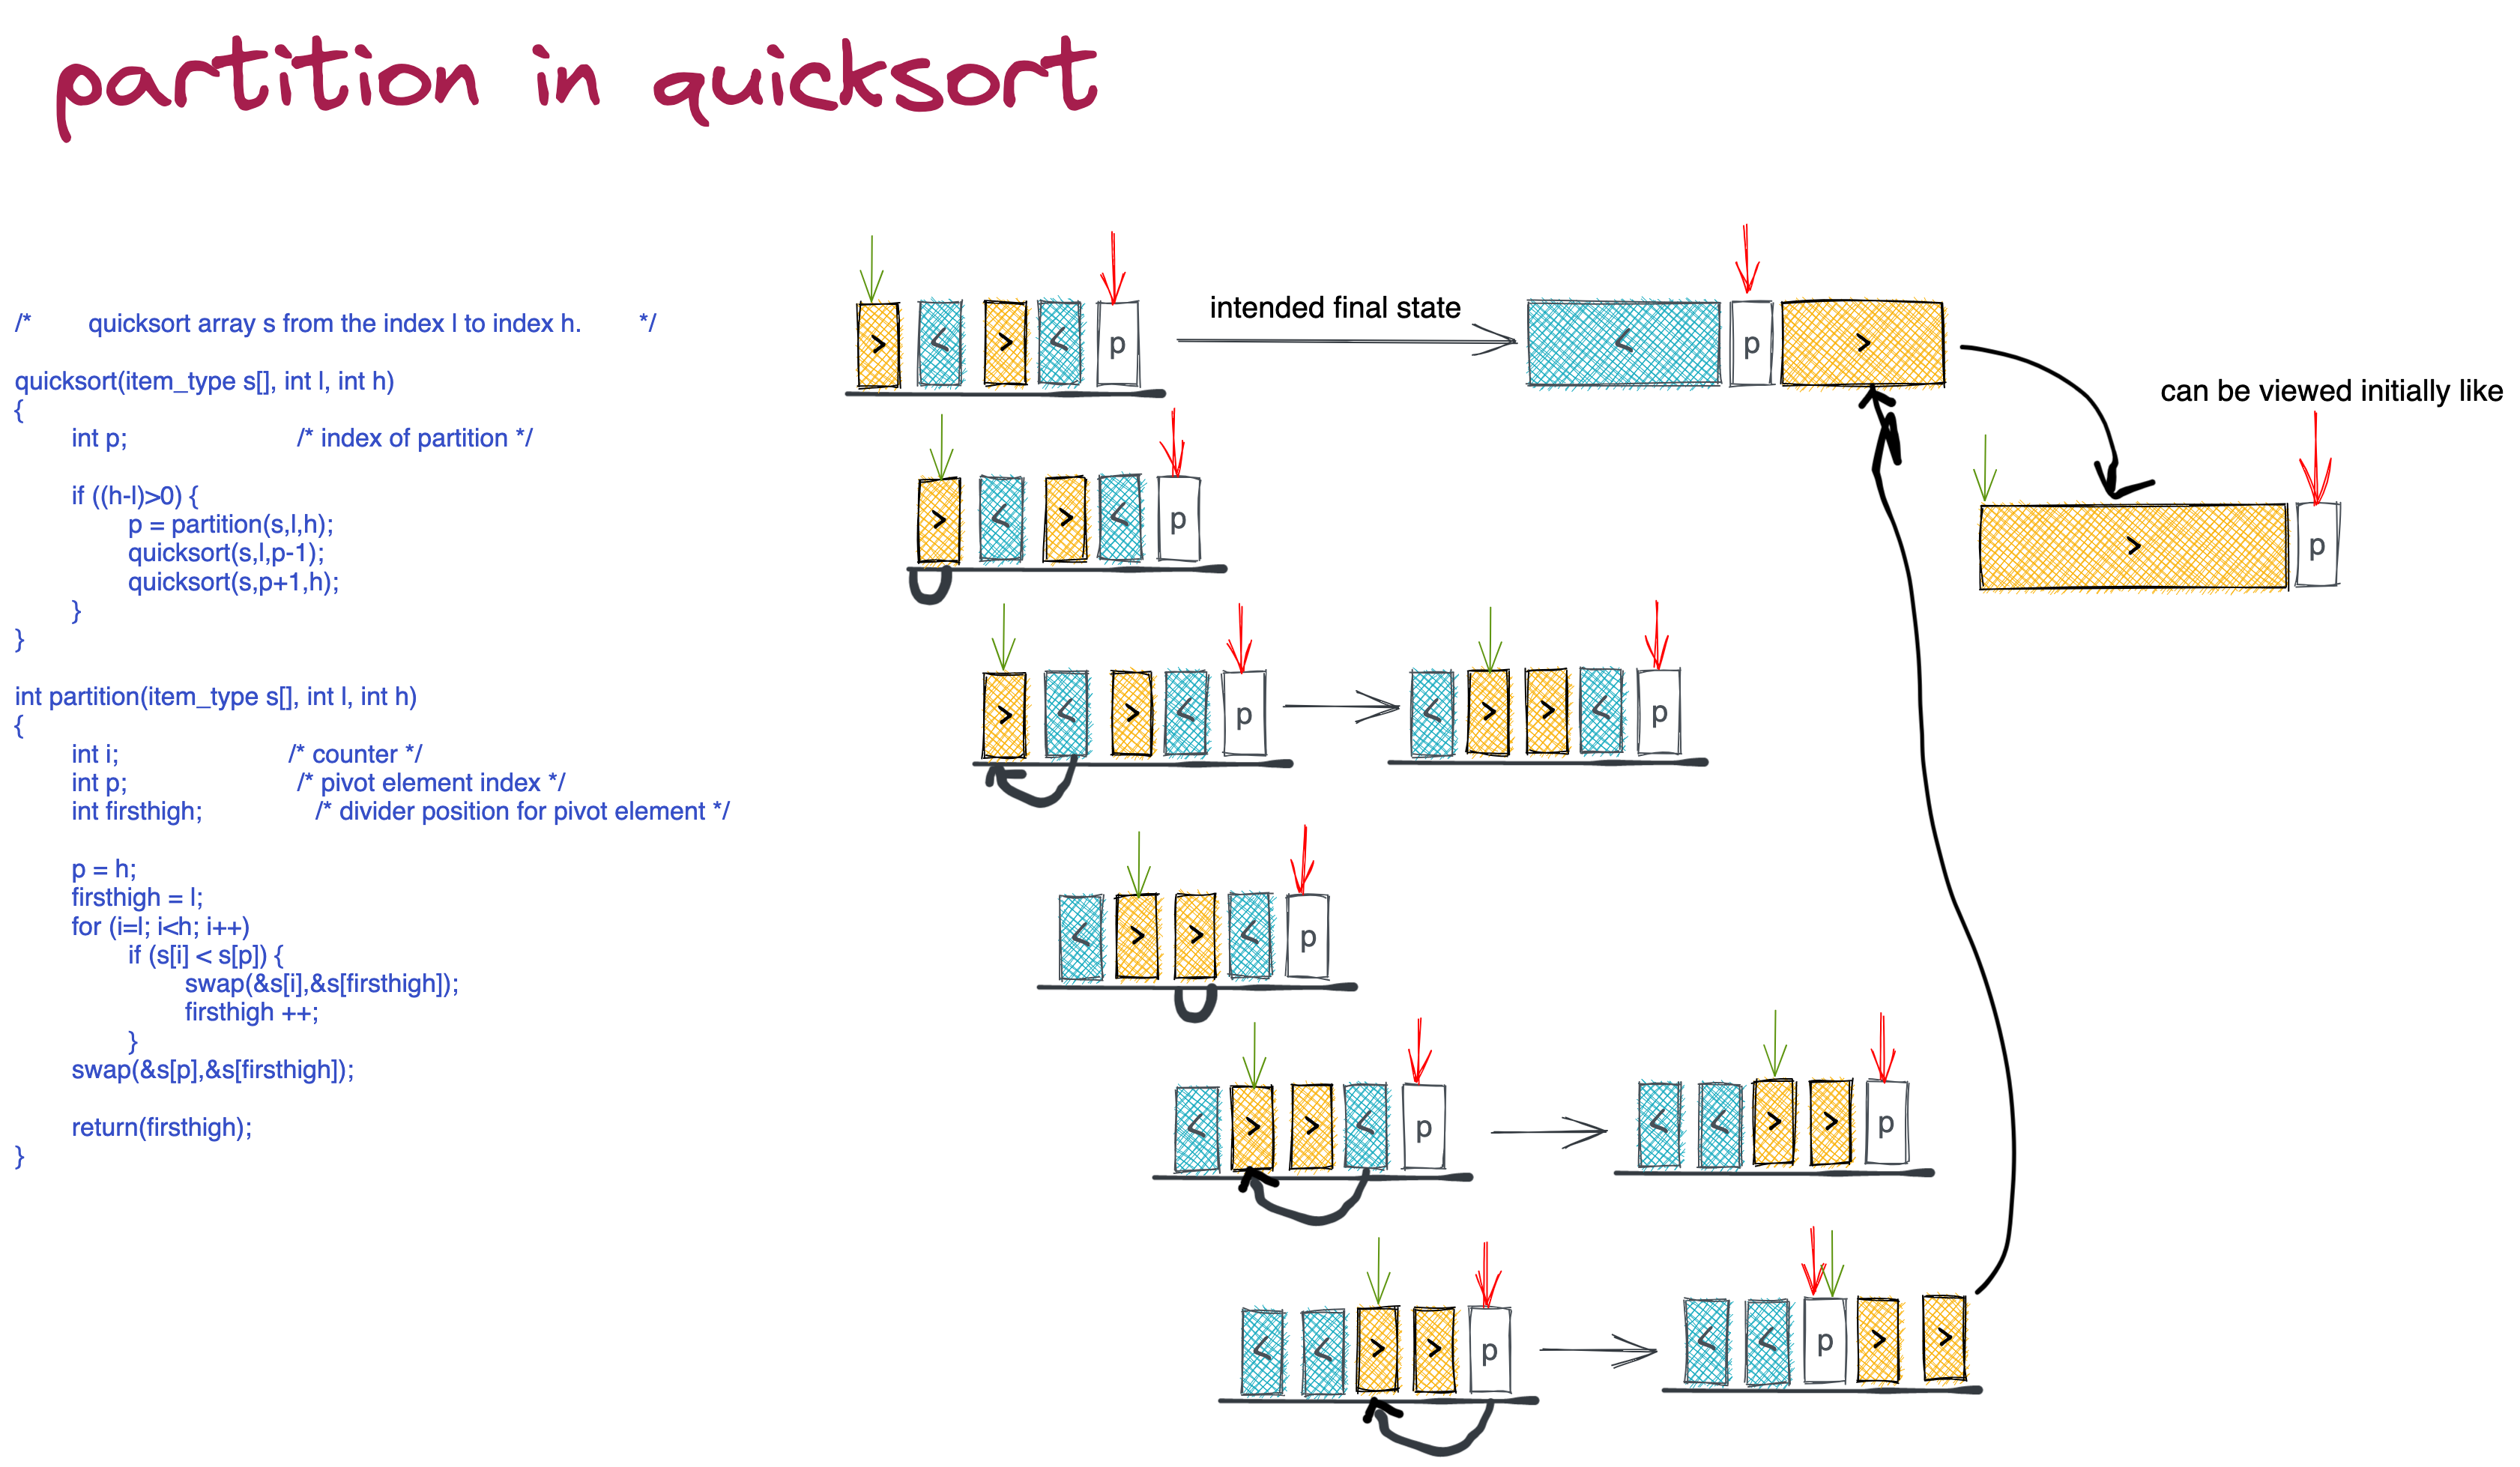 partition in quicksort
/* quicksort array s from the index l to index h. */
quicksort(item_type s[], int l, int h)
{
int p; /* index of partition */
if ((h-l)>0) {
p = partition(s,l,h);
quicksort(s,l,p-1);
quicksort(s,p+1,h);
}
}
int partition(item_type s[], int l, int h)
{
int i; /* counter */
int p; /* pivot element index */
int firsthigh; /* divider position for pivot element */
p = h;
firsthigh = l;
for (i=l; i<h; i++)
if (s[i] < s[p]) {
swap(&s[i],&s[firsthigh]);
firsthigh ++;
}
swap(&s[p],&s[firsthigh]);
return(firsthigh);
}
> < > < p
intended final state
< p >
can be viewed initially like
> p
> < > < p
> < > < p
< > > < p
< > > < p
< > > < p
< < > > p
< < > > p
< < p > >